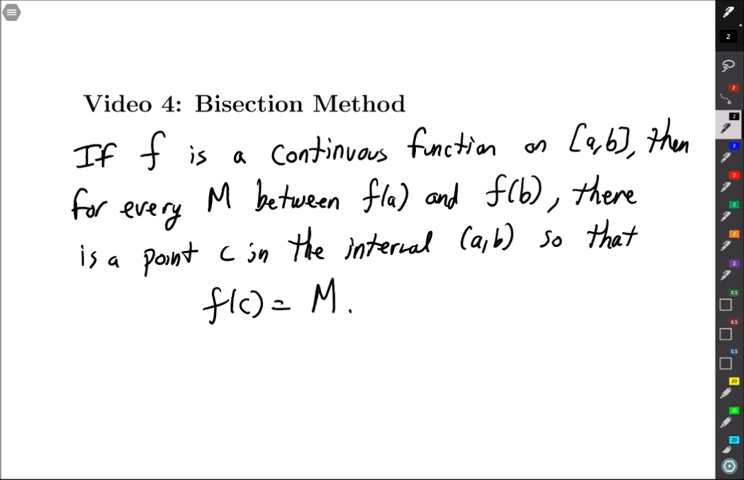 Video 4: Bisection Method
If f is a continuous function on [a,b], then
for every M between f(a) and f(b), there
is a point c in the interval (a,b) so that
f(c) = M.